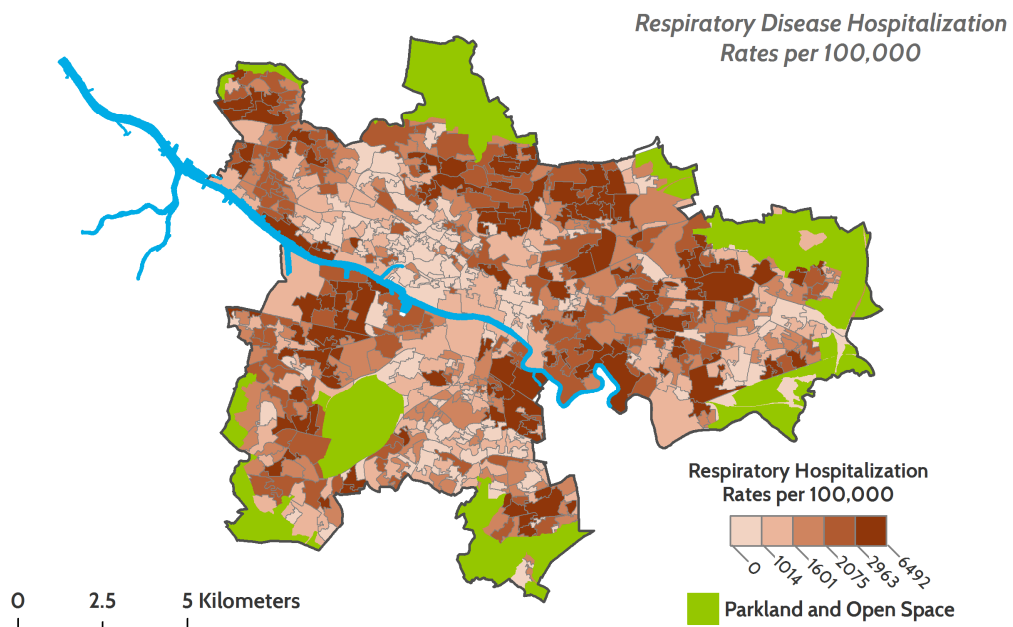 Respiratory Disease Hospitalization
Rates per 100,000
Respiratory Hospitalization
Rates per 100,000
0 1014 1601 2075 2963 6492
0 2.5 5 Kilometers
Parkland and Open Space